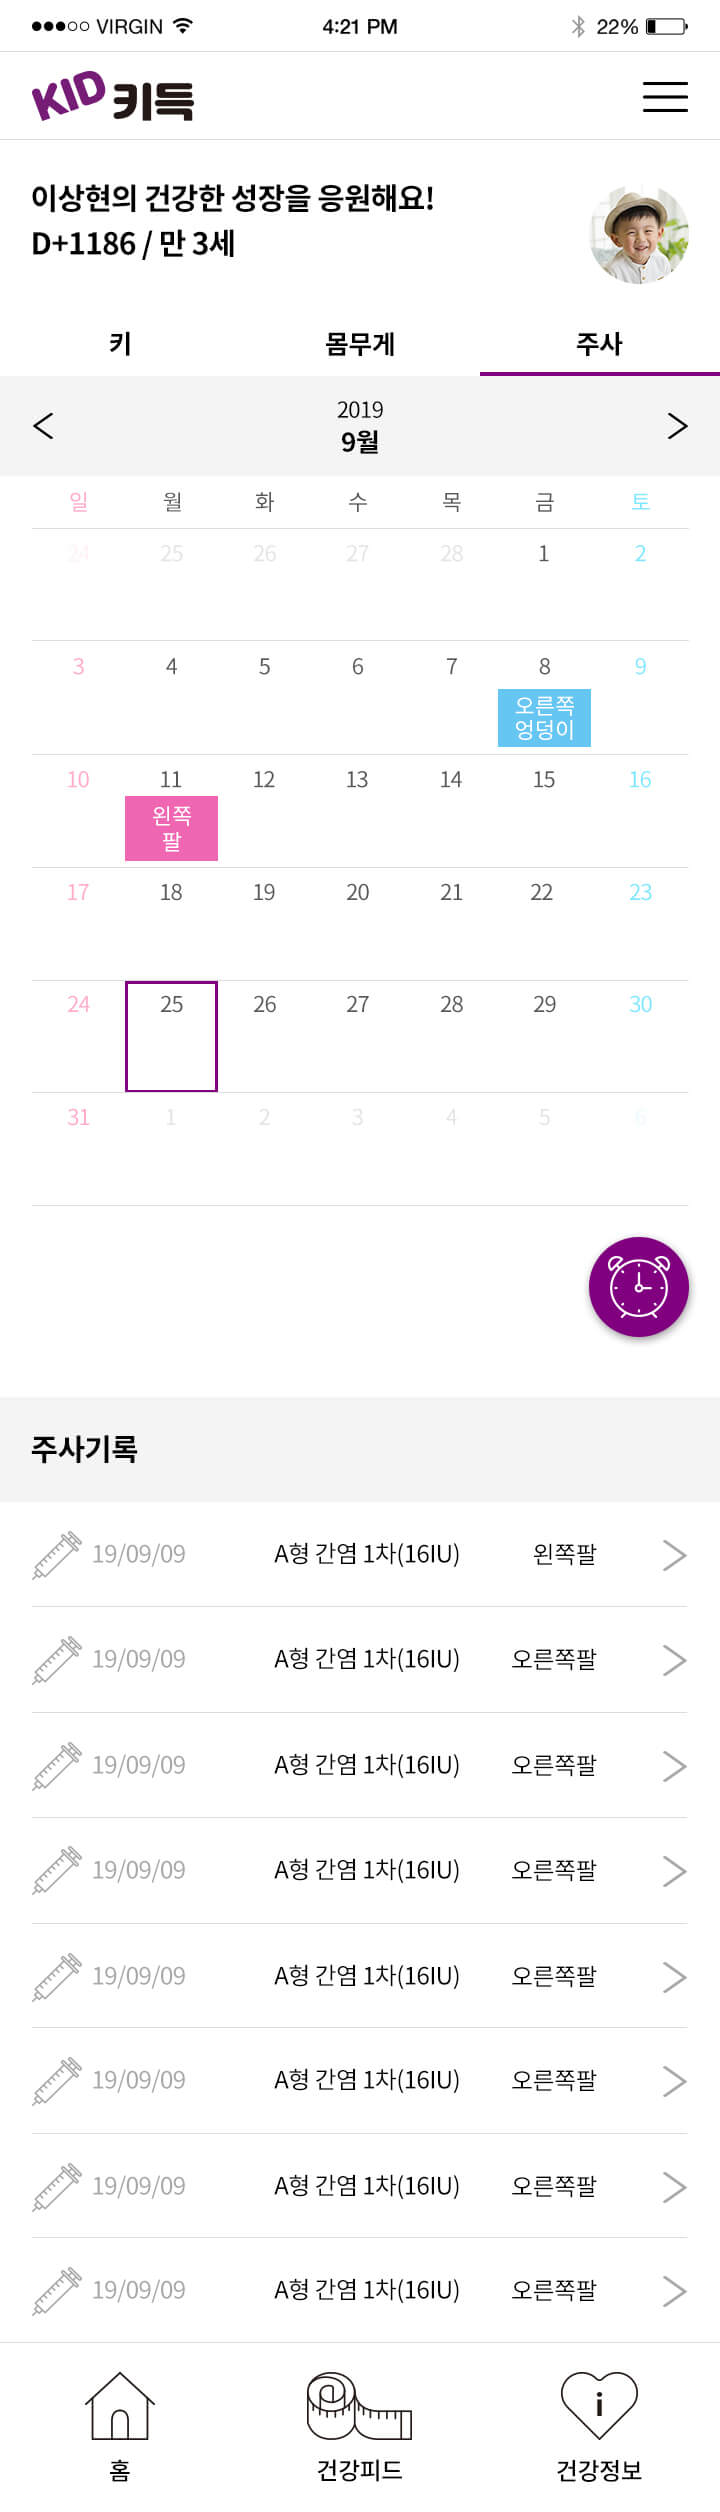 VIRGIN 4:21 PM 22%
KID 키득
이상현의 건강한 성장을 응원해요!
D+1186 / 만 3세
키 몸무게 주사
2019
9월
일 월 화 수 목 금 토
24 25 26 27 28 1 2
3 4 5 6 7 8 9
오른쪽
엉덩이
10 11 12 13 14 15 16
왼쪽
팔
17 18 19 20 21 22 23
24 25 26 27 28 29 30
31 1 2 3 4 5 6
주사기록
19/09/09 A형 간염 1차(16IU) 왼쪽팔
19/09/09 A형 간염 1차(16IU) 오른쪽팔
19/09/09 A형 간염 1차(16IU) 오른쪽팔
19/09/09 A형 간염 1차(16IU) 오른쪽팔
19/09/09 A형 간염 1차(16IU) 오른쪽팔
19/09/09 A형 간염 1차(16IU) 오른쪽팔
19/09/09 A형 간염 1차(16IU) 오른쪽팔
19/09/09 A형 간염 1차(16IU) 오른쪽팔
i
홈 건강피드 건강정보